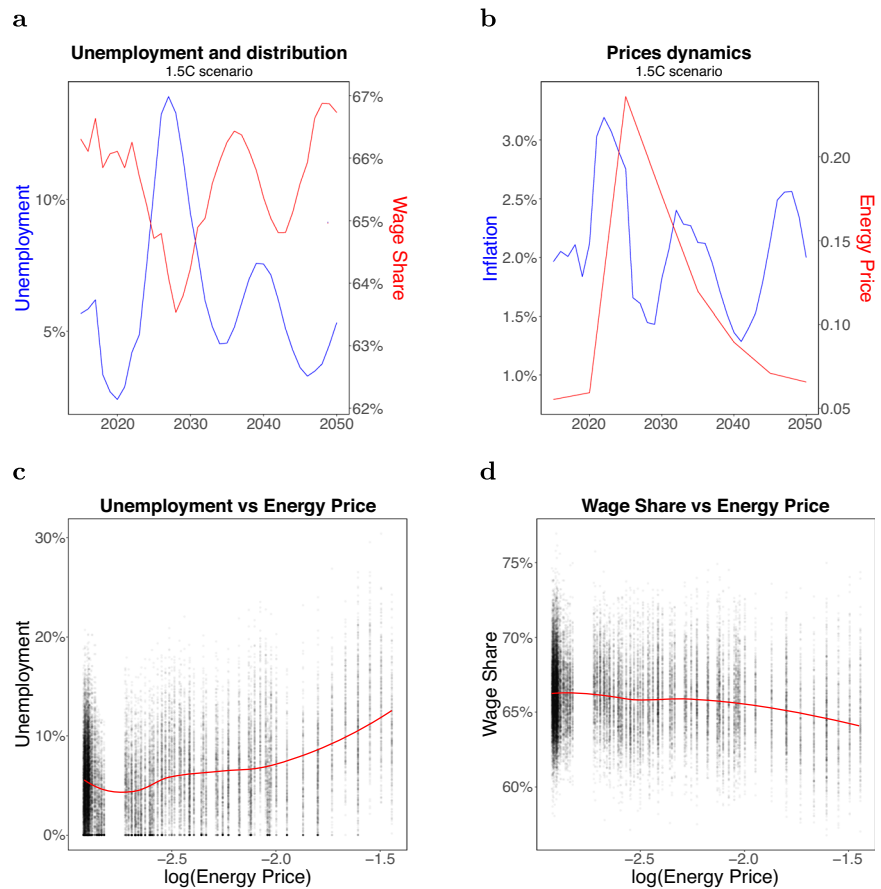 a
Unemployment and distribution
1.5C scenario
Unemployment
10%
5%
67%
66%
65%
64%
63%
62%
Wage Share
2020
2030
2040
2050
b
Prices dynamics
1.5C scenario
Inflation
3.0%
2.5%
2.0%
1.5%
1.0%
0.20
0.15
0.10
0.05
Energy Price
2020
2030
2040
2050
c
Unemployment vs Energy Price
Unemployment
30%
20%
10%
0%
−2.5
−2.0
−1.5
log(Energy Price)
d
Wage Share vs Energy Price
Wage Share
75%
70%
65%
60%
−2.5
−2.0
−1.5
log(Energy Price)